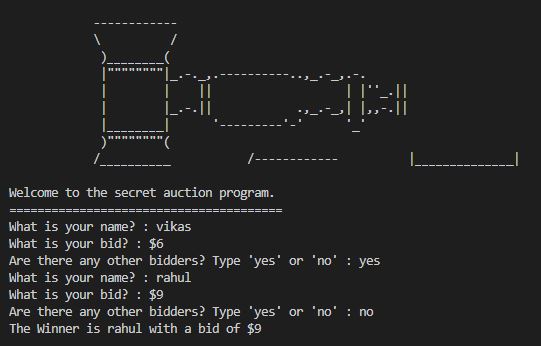 Welcome to the secret auction program.
=======================================
What is your name? : vikas
What is your bid? : $6
Are there any other bidders? Type 'yes' or 'no' : yes
What is your name? : rahul
What is your bid? : $9
Are there any other bidders? Type 'yes' or 'no' : no
The Winner is rahul with a bid of $9